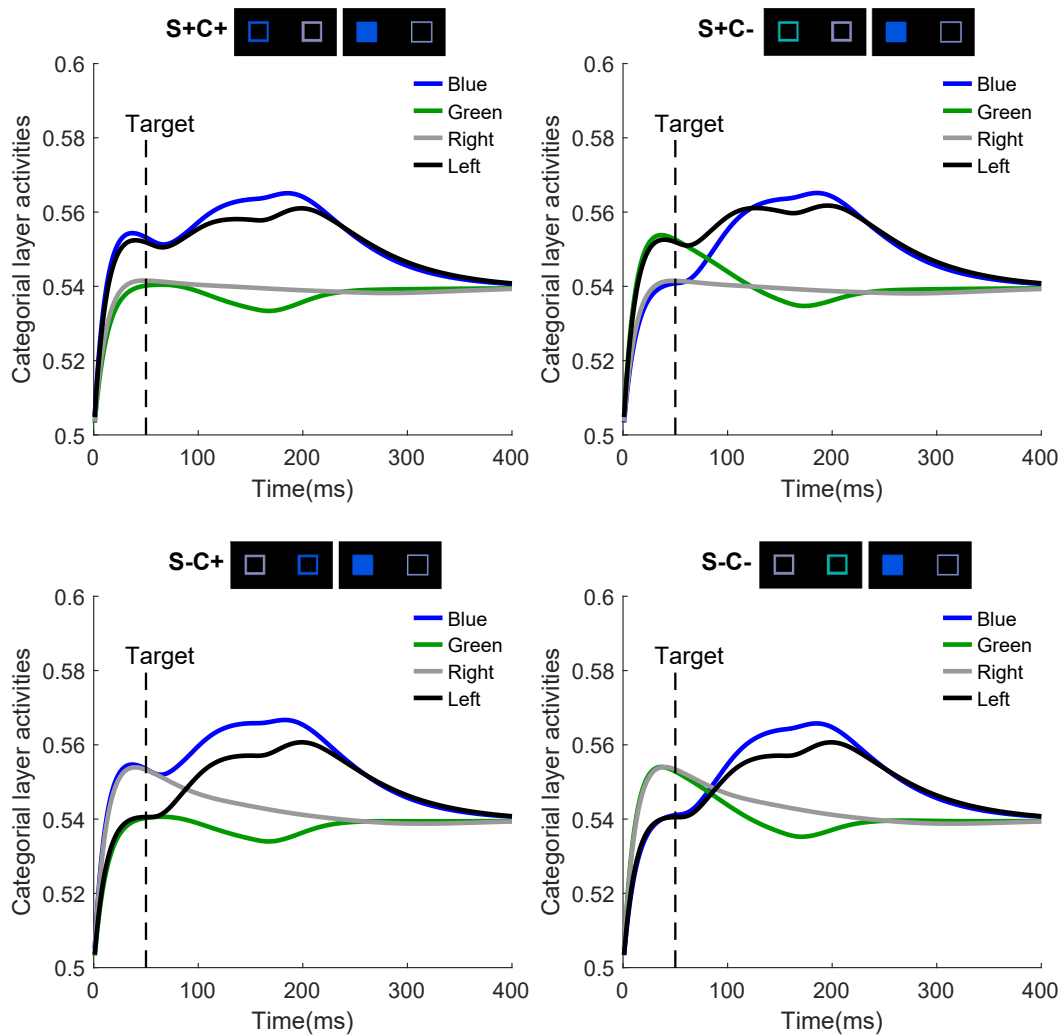 S+C+
0.6
0.58
0.56
0.54
0.52
0.5
Categorial layer activities
Target
Blue
Green
Right
Left
0 100 200 300 400
Time(ms)
S+C-
0.6
0.58
0.56
0.54
0.52
0.5
Categorial layer activities
Target
Blue
Green
Right
Left
0 100 200 300 400
Time(ms)
S-C+
0.6
0.58
0.56
0.54
0.52
0.5
Categorial layer activities
Target
Blue
Green
Right
Left
0 100 200 300 400
Time(ms)
S-C-
0.6
0.58
0.56
0.54
0.52
0.5
Categorial layer activities
Target
Blue
Green
Right
Left
0 100 200 300 400
Time(ms)